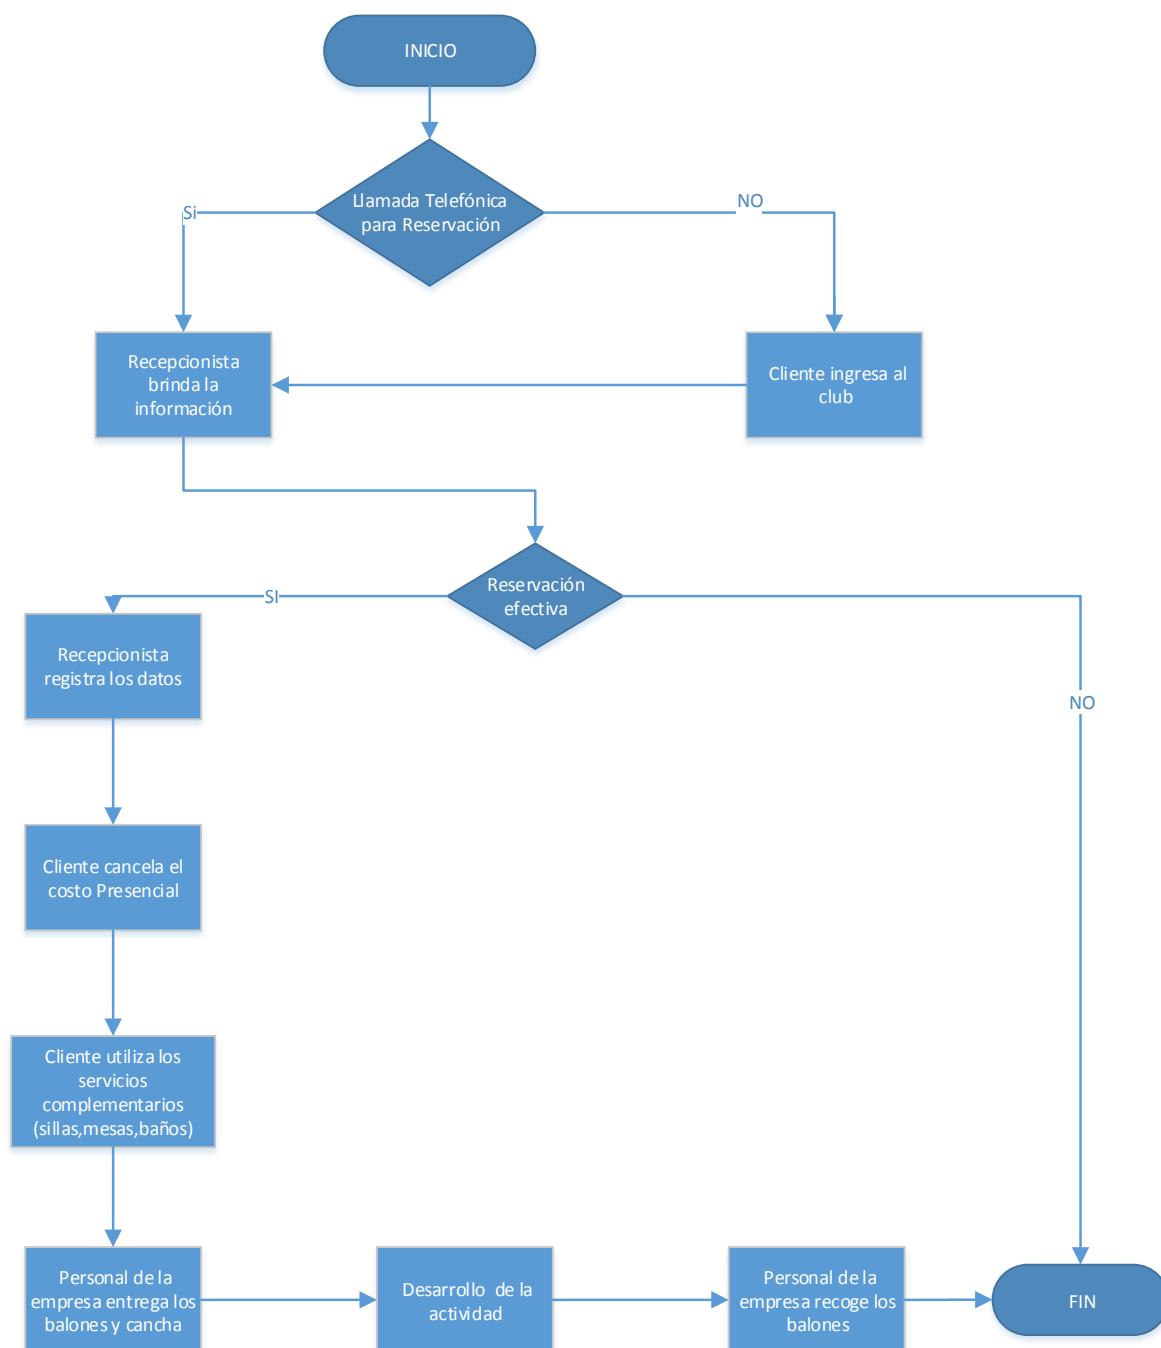 INICIO
Llamada Telefónica
para Reservación
Si
NO
Recepcionista
brinda la
información
Cliente ingresa al
club
Reservación
efectiva
SI
NO
Recepcionista
registra los datos
Cliente cancela el
costo Presencial
Cliente utiliza los
servicios
complementarios
(sillas,mesas,baños)
Personal de la
empresa entrega los
balones y cancha
Desarrollo de la
actividad
Personal de la
empresa recoge los
balones
FIN